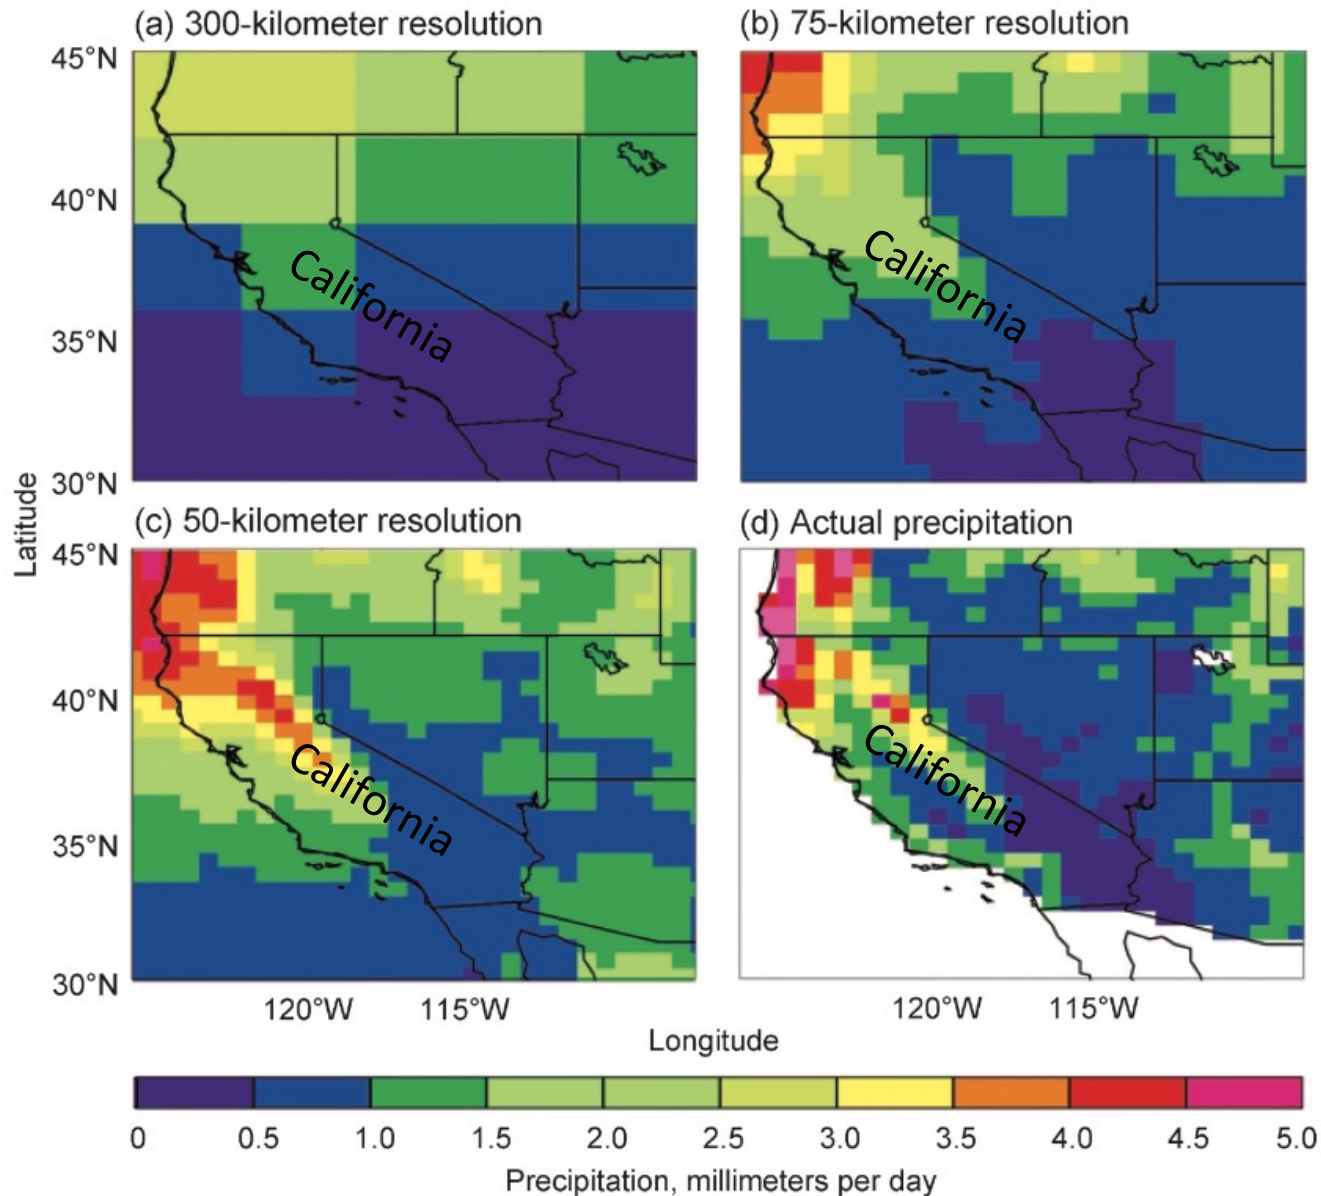 (a) 300-kilometer resolution
(b) 75-kilometer resolution
45°N
40°N
35°N
30°N
California
California
Latitude
(c) 50-kilometer resolution
(d) Actual precipitation
45°N
40°N
35°N
30°N
California
California
120°W 115°W
120°W 115°W
Longitude
0 0.5 1.0 1.5 2.0 2.5 3.0 3.5 4.0 4.5 5.0
Precipitation, millimeters per day